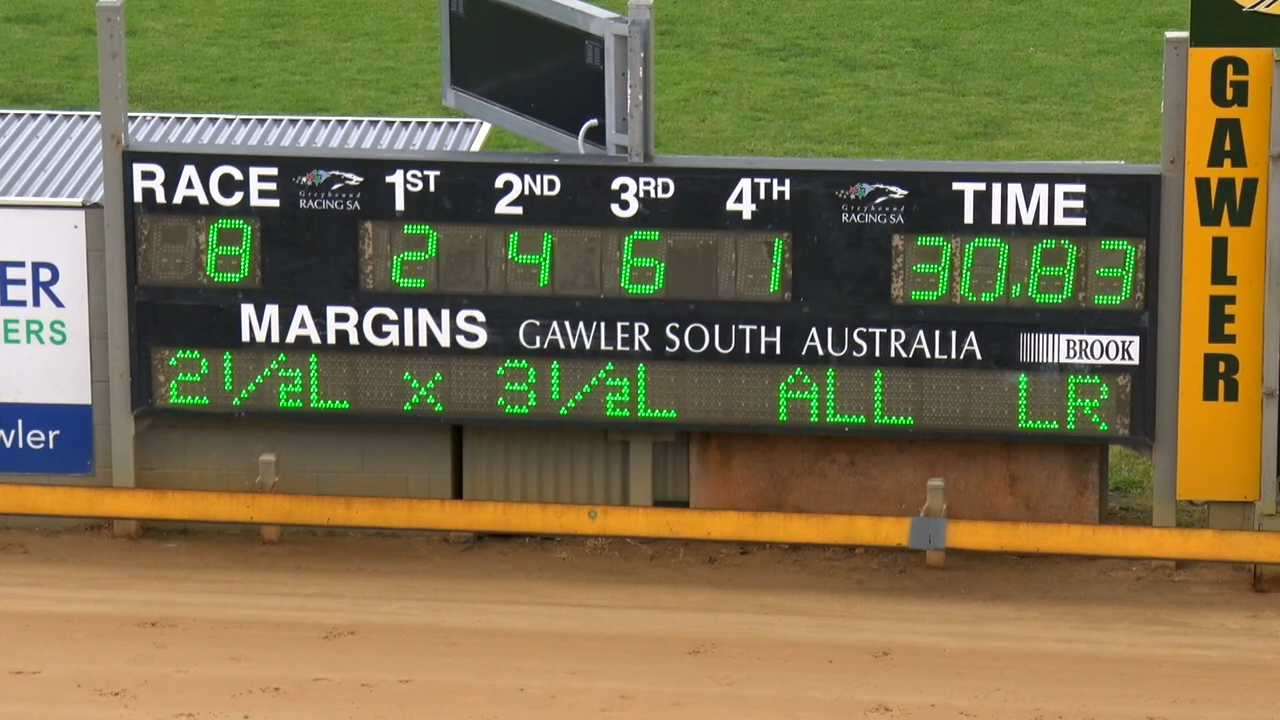 GAWLER
RACE 1ST 2ND 3RD 4TH TIME
Greyhound RACING SA
Greyhound RACING SA
8 2 4 6 1 30.83
MARGINS GAWLER SOUTH AUSTRALIA BROOK
2½L x 3½L ALL LR
ER
ERS
wler